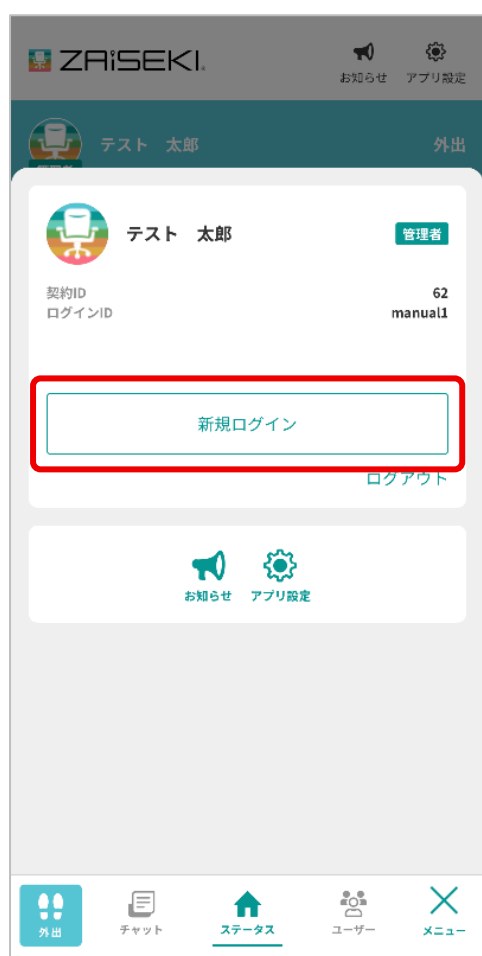 ZAiSEKI.
お知らせ アプリ設定
テスト 太郎 外出
テスト 太郎 管理者
契約ID 62
ログインID manual1
新規ログイン
ログアウト
お知らせ アプリ設定
外出 チャット ステータス ユーザー メニュー